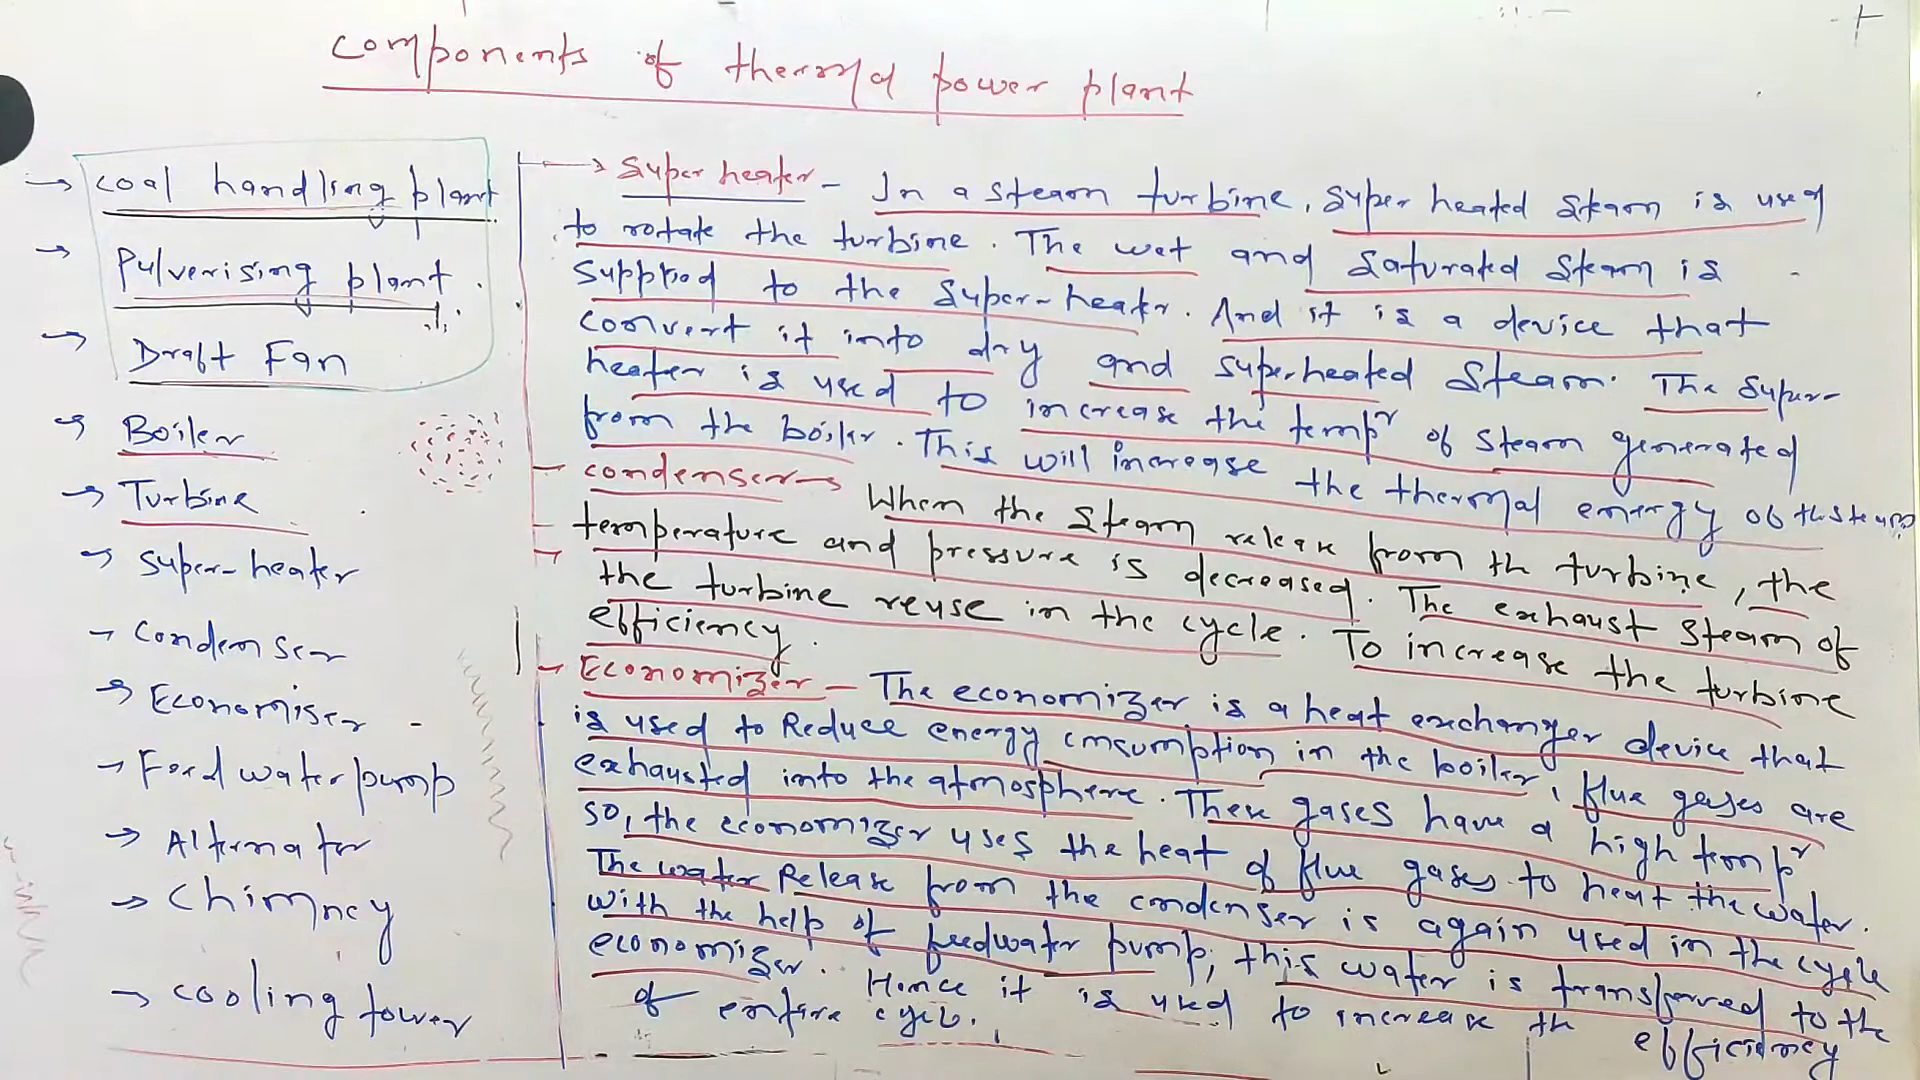 Components of thermal power plant
→ Coal handling plant
→ Pulverising plant.
→ Draft Fan
→ Boiler
→ Turbine
→ Super-heater
→ Condenser
→ Economiser -
→ Feed water pump
→ Alternator
→ Chimney
→ cooling tower
→ Super heater - In a steam turbine, super heated steam is used
to rotate the turbine. The wet and saturated steam is
supplied to the super-heater. And it is a device that
convert it into dry and superheated steam. The super-
heater is used to increase the tempr of steam generated
from the boiler. This will increase the thermal energy of the steam
condenser → When the steam release from the turbine, the
temperature and pressure is decreased. The exhaust steam of
the turbine reuse in the cycle. To increase the turbine
efficiency.
Economizer - The economizer is a heat exchanger device that
is used to Reduce energy consumption in the boiler, flue gases are
exhausted into the atmosphere. These gases have a high tempr
so, the economizer uses the heat of flue gases to heat the water.
The water Release from the condenser is again used in the cycle
with the help of feedwater pump, this water is transferred to the
economizer. Hence it is used to increase the efficiency
of entire cycle.